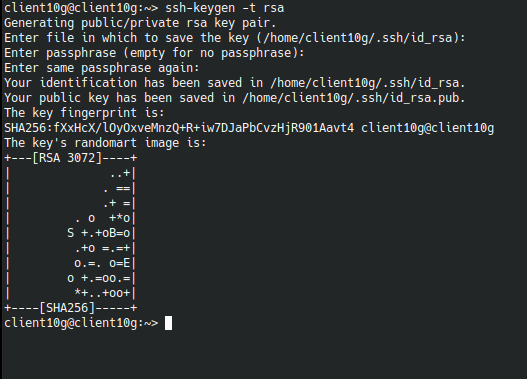 client10g@client10g:~> ssh-keygen -t rsa
Generating public/private rsa key pair.
Enter file in which to save the key (/home/client10g/.ssh/id_rsa):
Enter passphrase (empty for no passphrase):
Enter same passphrase again:
Your identification has been saved in /home/client10g/.ssh/id_rsa.
Your public key has been saved in /home/client10g/.ssh/id_rsa.pub.
The key fingerprint is:
SHA256:fXxHcX/lOyOxveMnzQ+R+iw7DJaPbCvzHjR901Aavt4 client10g@client10g
The key's randomart image is:
+---[RSA 3072]----+
|              ..+|
|             . ==|
|             .+ =|
|         . o  +*o|
|        S +.+oB=o|
|         .+o =.=+|
|         o.=. o=E|
|        o +.=oo.=|
|         *+..+oo+|
+----[SHA256]-----+
client10g@client10g:~>